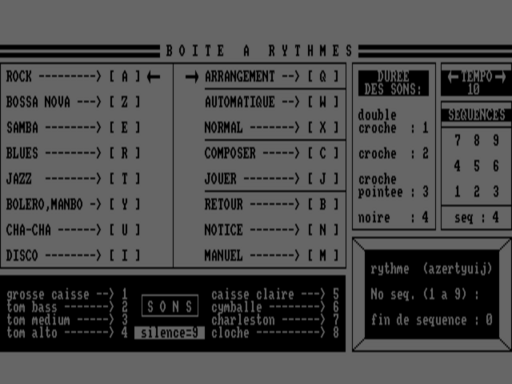 BOITE A RYTHMES
ROCK ---------> [ A ] ←
BOSSA NOVA ---> [ Z ]
SAMBA --------> [ E ]
BLUES --------> [ R ]
JAZZ ---------> [ T ]
BOLERO,MANBO -> [ Y ]
CHA-CHA ------> [ U ]
DISCO --------> [ I ]
→ ARRANGEMENT --> [ Q ]
AUTOMATIQUE --> [ W ]
NORMAL -------> [ X ]
COMPOSER -----> [ C ]
JOUER --------> [ J ]
RETOUR -------> [ B ]
NOTICE -------> [ N ]
MANUEL -------> [ M ]
DUREE
DES SONS:
double
croche : 1
croche : 2
croche
pointee : 3
noire : 4
←TEMPO→
10
SEQUENCES
7 8 9
4 5 6
1 2 3
seq : 4
grosse caisse --> 1
tom bass -------> 2
tom medium -----> 3
tom alto -------> 4
SONS
silence=9
caisse claire ---> 5
cymballe --------> 6
charleston ------> 7
cloche ----------> 8
rythme (azertyuij)
No seq. (1 a 9) :
fin de sequence : 0